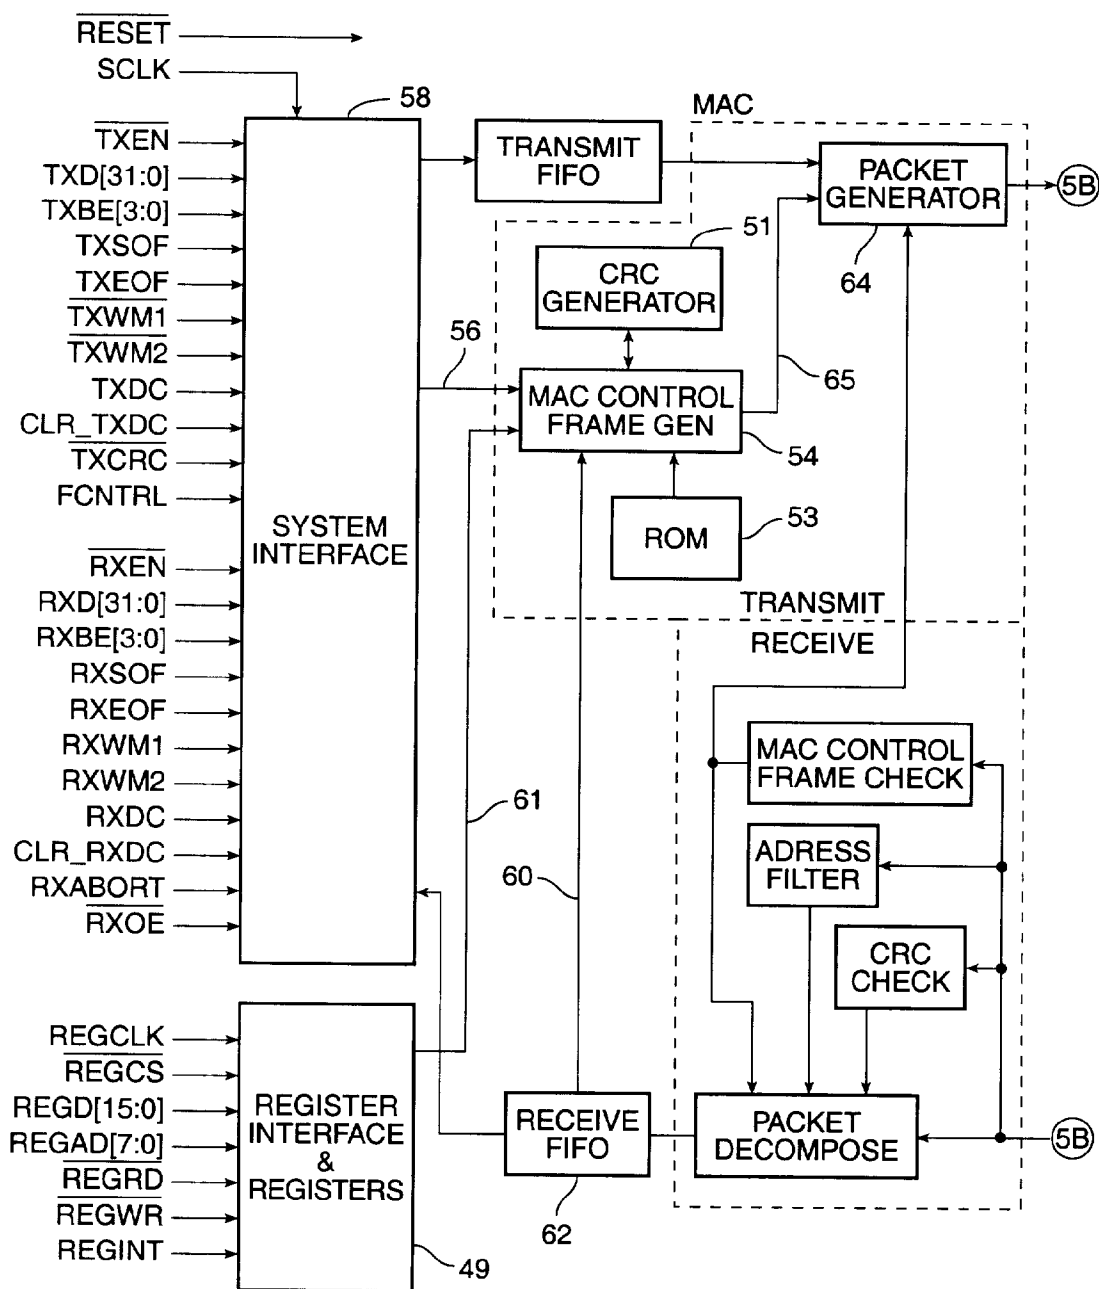 RESET
SCLK
58
MAC
TXEN
TXD[31:0]
TXBE[3:0]
TXSOF
TXEOF
TXWM1
TXWM2
TXDC
CLR_TXDC
TXCRC
FCNTRL
RXEN
RXD[31:0]
RXBE[3:0]
RXSOF
RXEOF
RXWM1
RXWM2
RXDC
CLR_RXDC
RXABORT
RXOE
SYSTEM
INTERFACE
TRANSMIT
FIFO
PACKET
GENERATOR
5B
64
51
CRC
GENERATOR
56
65
MAC CONTROL
FRAME GEN
54
ROM
53
TRANSMIT
RECEIVE
MAC CONTROL
FRAME CHECK
61
60
ADRESS
FILTER
CRC
CHECK
REGCLK
REGCS
REGD[15:0]
REGAD[7:0]
REGRD
REGWR
REGINT
REGISTER
INTERFACE
&
REGISTERS
49
RECEIVE
FIFO
62
PACKET
DECOMPOSE
5B